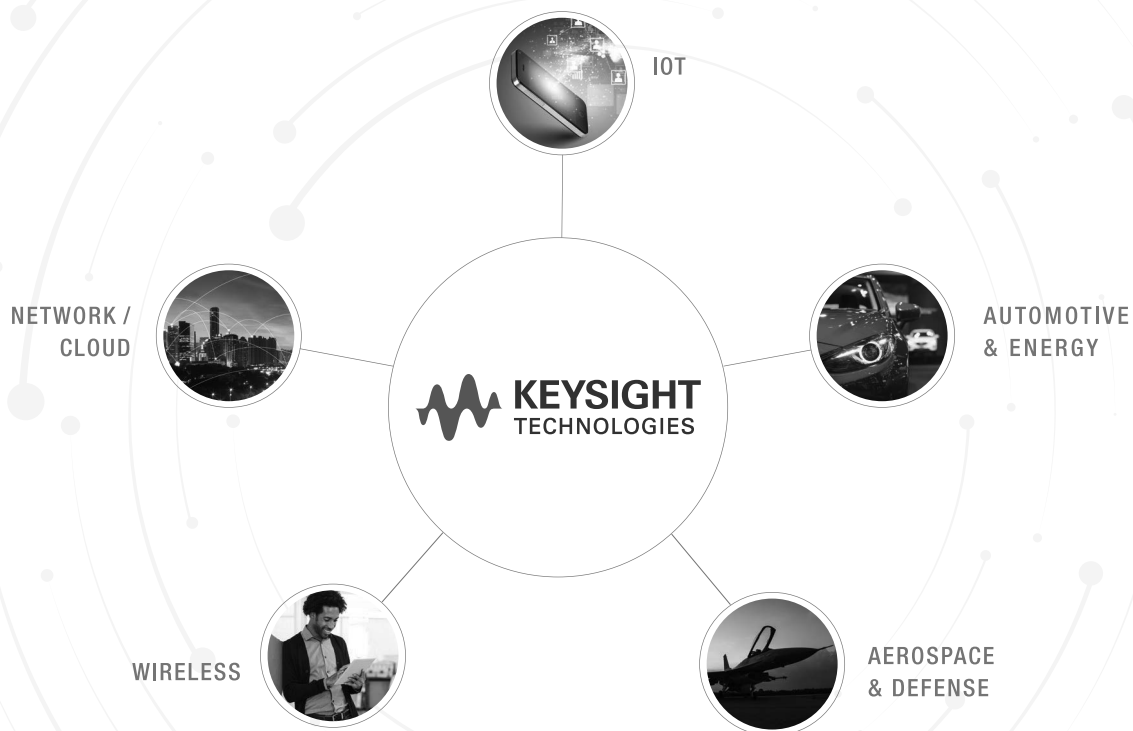 IOT
NETWORK /
CLOUD
AUTOMOTIVE
& ENERGY
KEYSIGHT
TECHNOLOGIES
WIRELESS
AEROSPACE
& DEFENSE